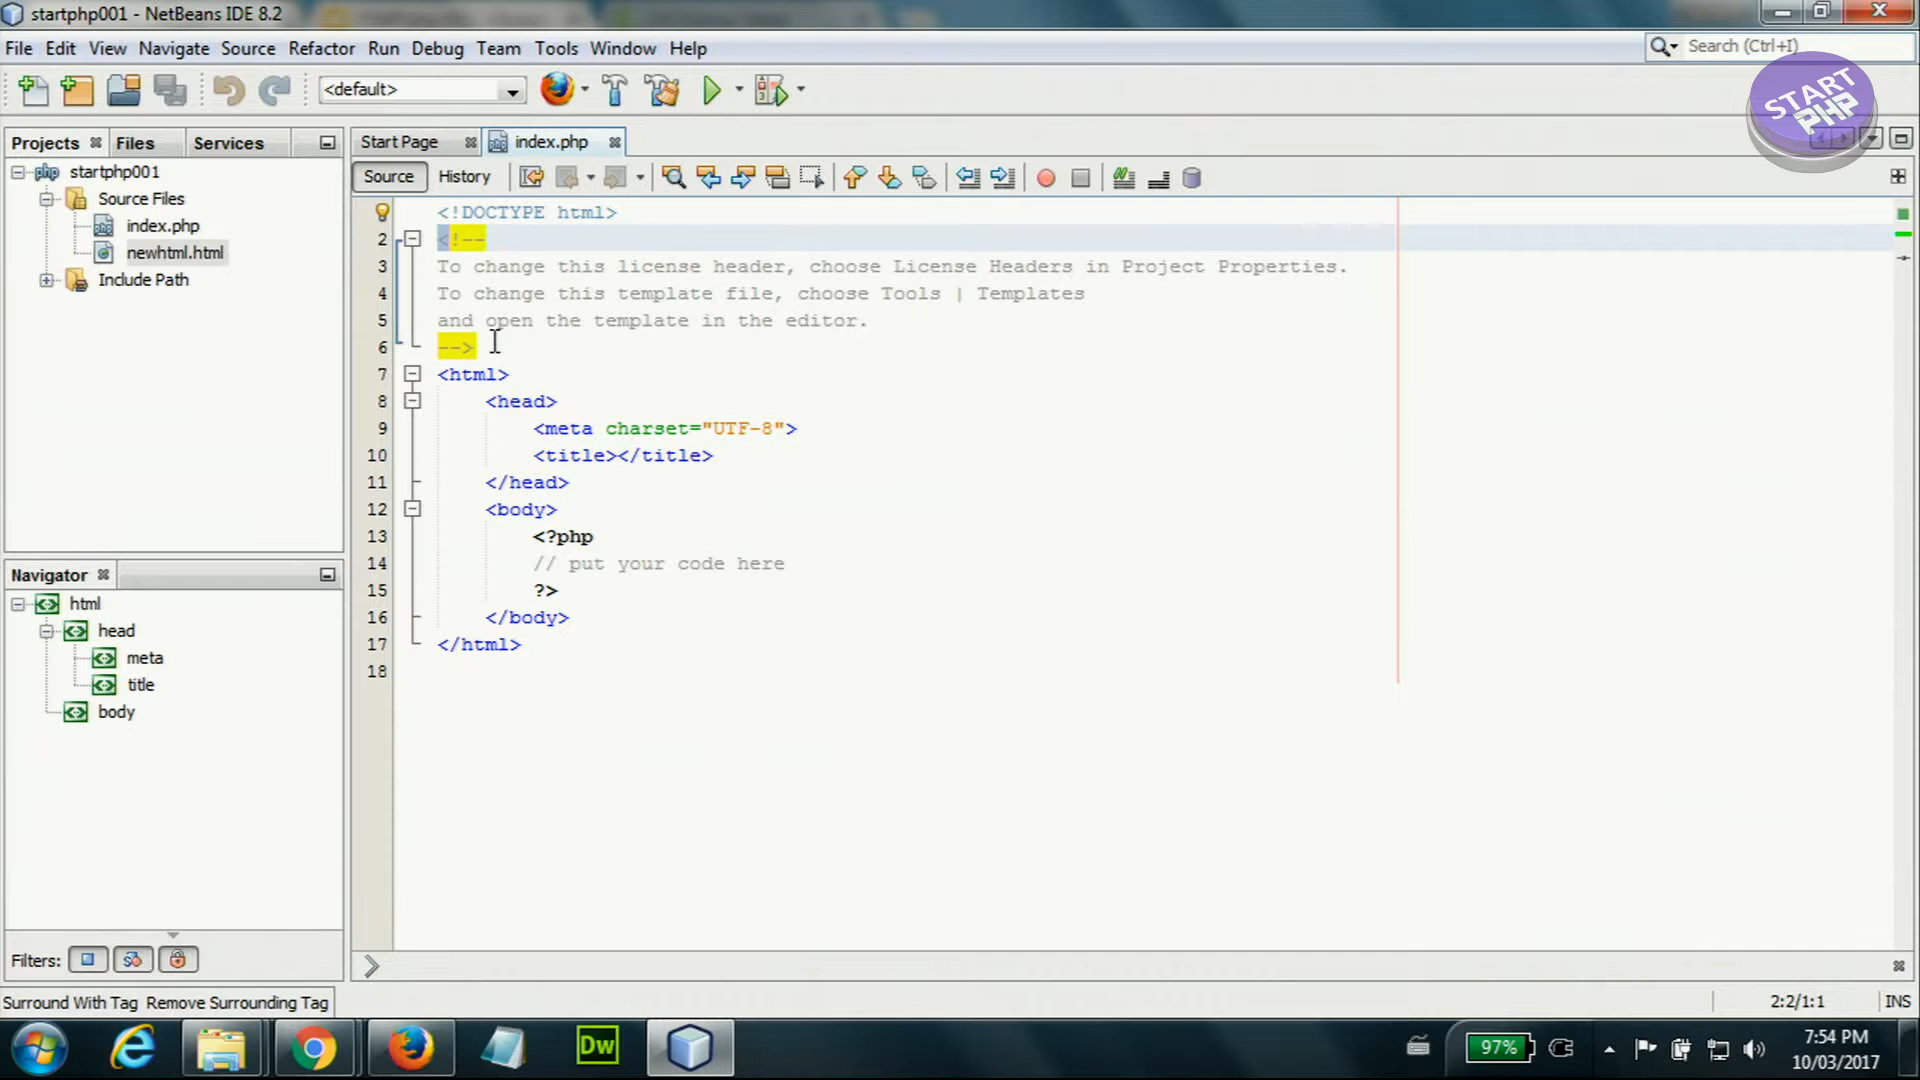 startphp001 - NetBeans IDE 8.2
File Edit View Navigate Source Refactor Run Debug Team Tools Window Help
Search (Ctrl+I)
<default>
START PHP
Projects Files Services
Start Page index.php
Source History
startphp001
Source Files
index.php
newhtml.html
Include Path
<!DOCTYPE html>
2 <!--
3 To change this license header, choose License Headers in Project Properties.
4 To change this template file, choose Tools | Templates
5 and open the template in the editor.
6 -->
7 <html>
8 <head>
9 <meta charset="UTF-8">
10 <title></title>
11 </head>
12 <body>
13 <?php
14 // put your code here
15 ?>
16 </body>
17 </html>
18
Navigator
html
head
meta
title
body
Filters:
Surround With Tag Remove Surrounding Tag
2:2/1:1 INS
Dw
97%
7:54 PM
10/03/2017